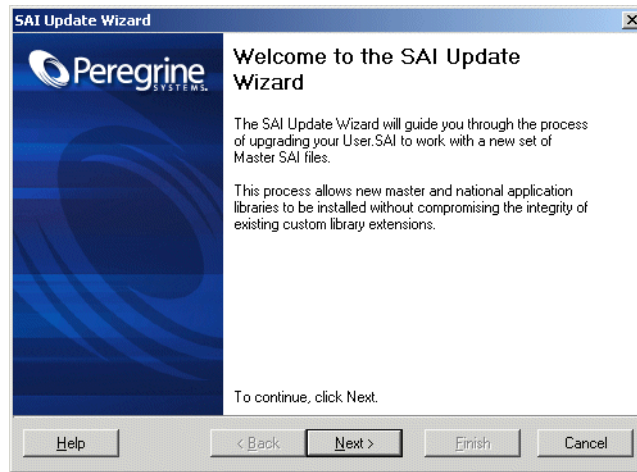 SAI Update Wizard
Peregrine
SYSTEMS.
Welcome to the SAI Update
Wizard
The SAI Update Wizard will guide you through the process
of upgrading your User.SAI to work with a new set of
Master SAI files.
This process allows new master and national application
libraries to be installed without compromising the integrity of
existing custom library extensions.
To continue, click Next.
Help
< Back
Next >
Finish
Cancel